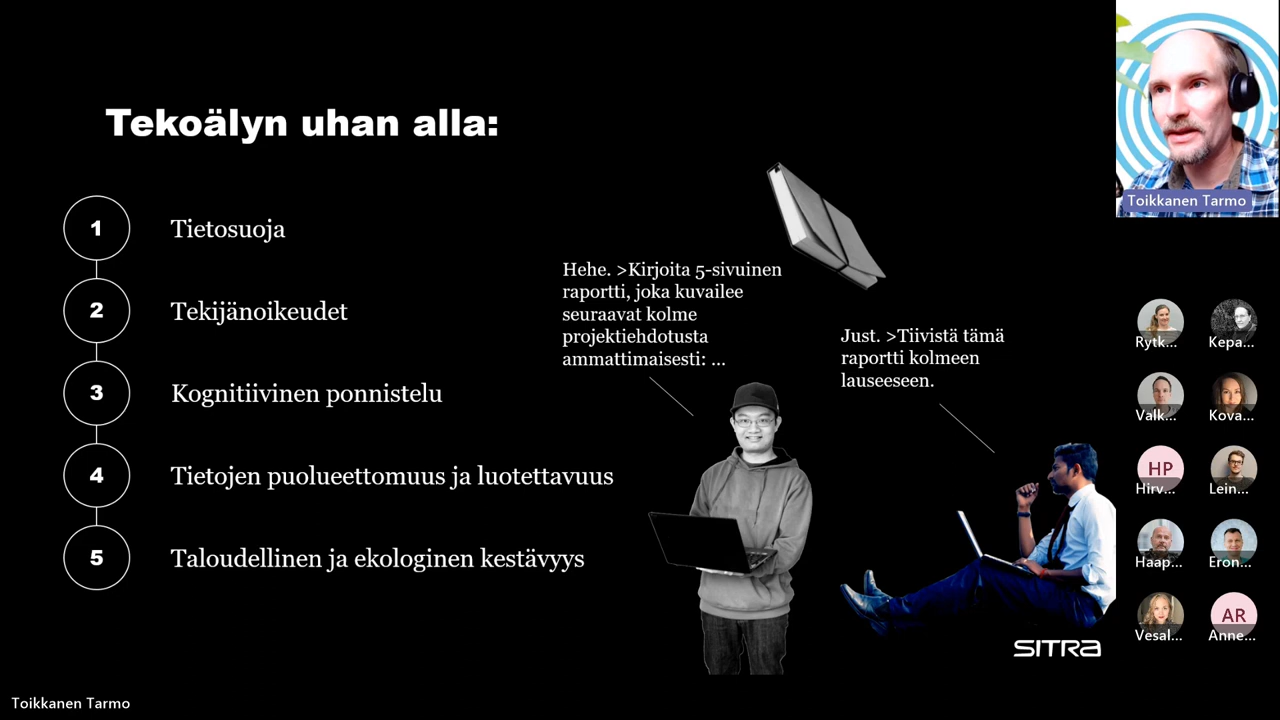 Tekoälyn uhan alla:
1
Tietosuoja
2
Tekijänoikeudet
3
Kognitiivinen ponnistelu
4
Tietojen puolueettomuus ja luotettavuus
5
Taloudellinen ja ekologinen kestävyys
Hehe. >Kirjoita 5-sivuinen
raportti, joka kuvailee
seuraavat kolme
projektiehdotusta
ammattimaisesti: ...
Just. >Tiivistä tämä
raportti kolmeen
lauseeseen.
SITRA
Toikkanen Tarmo
Rytk...
Kepa...
Valk...
Kova...
HP
Hirv...
Lein...
Haap...
Eron...
Vesal...
AR
Anne...
Toikkanen Tarmo